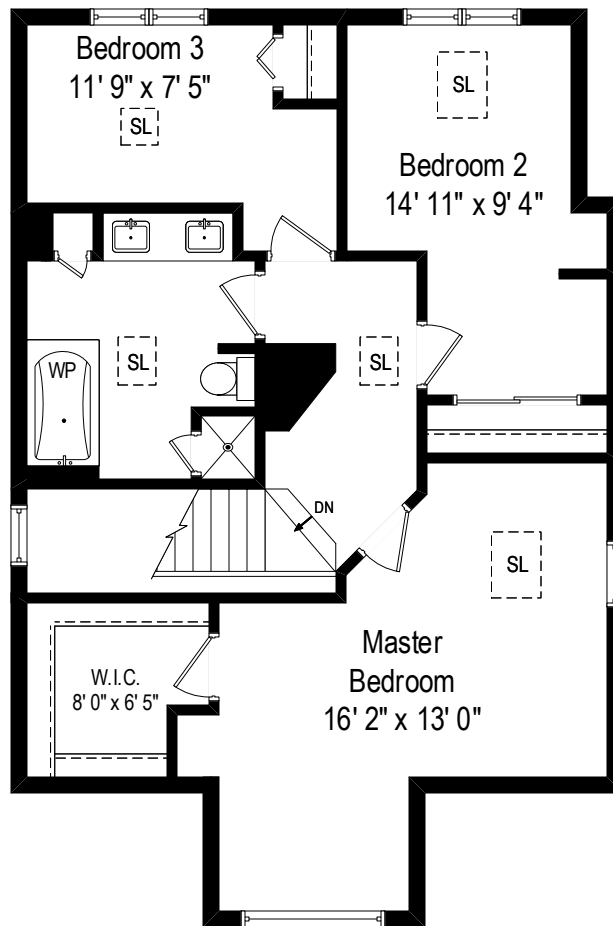 Bedroom 3
11' 9" x 7' 5"
SL
SL
Bedroom 2
14' 11" x 9' 4"
WP
SL
SL
DN
SL
W.I.C.
8' 0" x 6' 5"
Master
Bedroom
16' 2" x 13' 0"